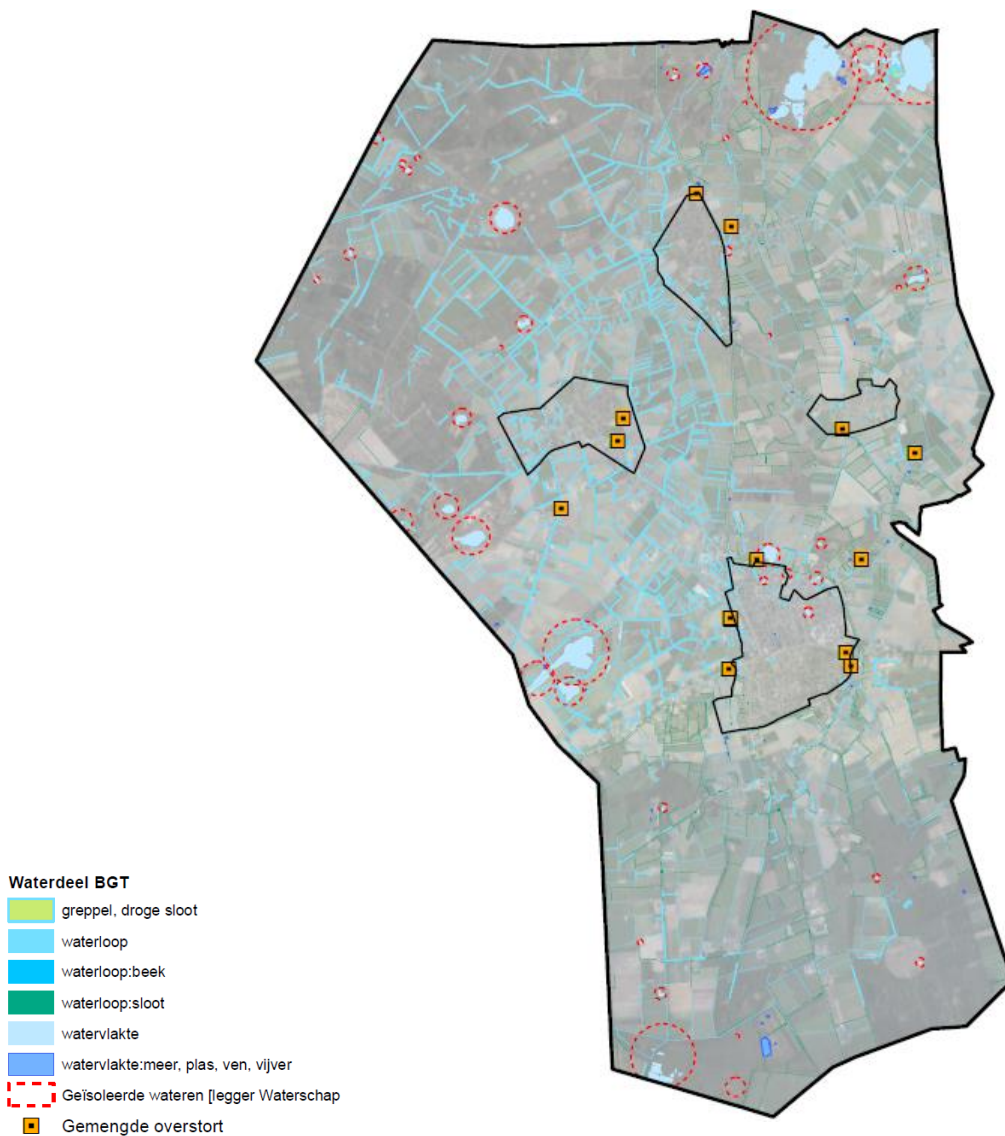 Waterdeel BGT
greppel, droge sloot
waterloop
waterloop:beek
waterloop:sloot
watervlakte
watervlakte:meer, plas, ven, vijver
Geïsoleerde wateren [legger Waterschap
Gemengde overstort